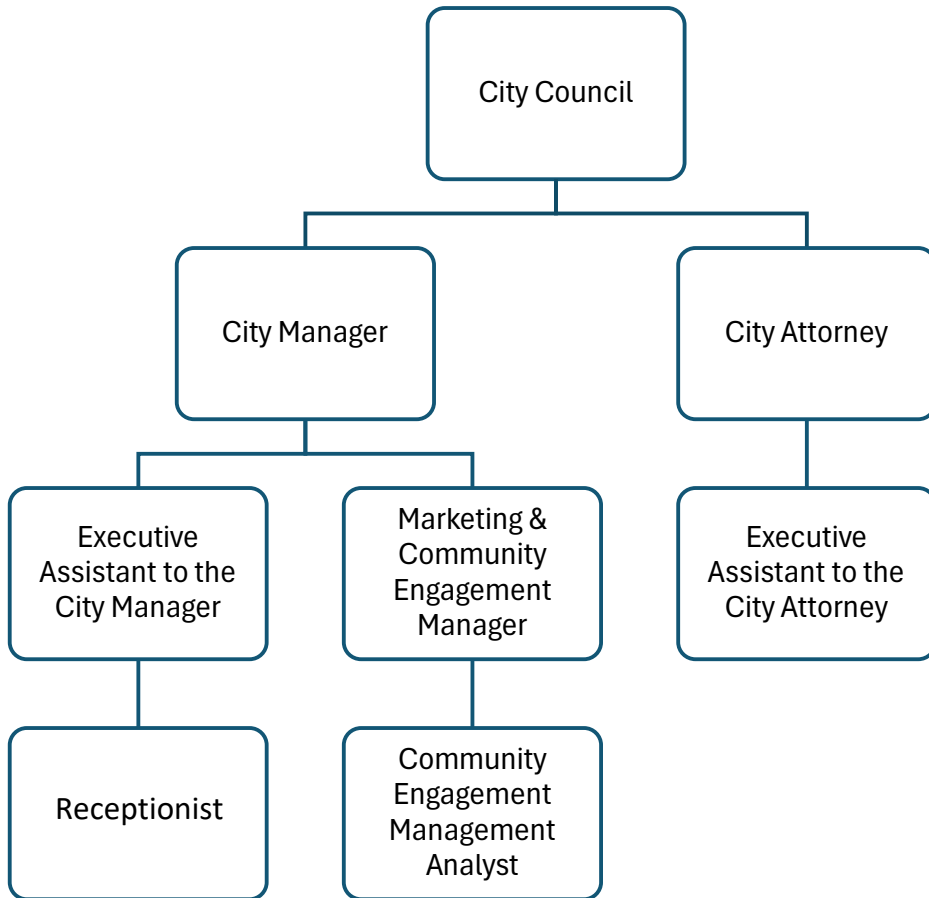 City Council
City Manager
City Attorney
Executive
Assistant to the
City Manager
Marketing &
Community
Engagement
Manager
Executive
Assistant to the
City Attorney
Receptionist
Community
Engagement
Management
Analyst